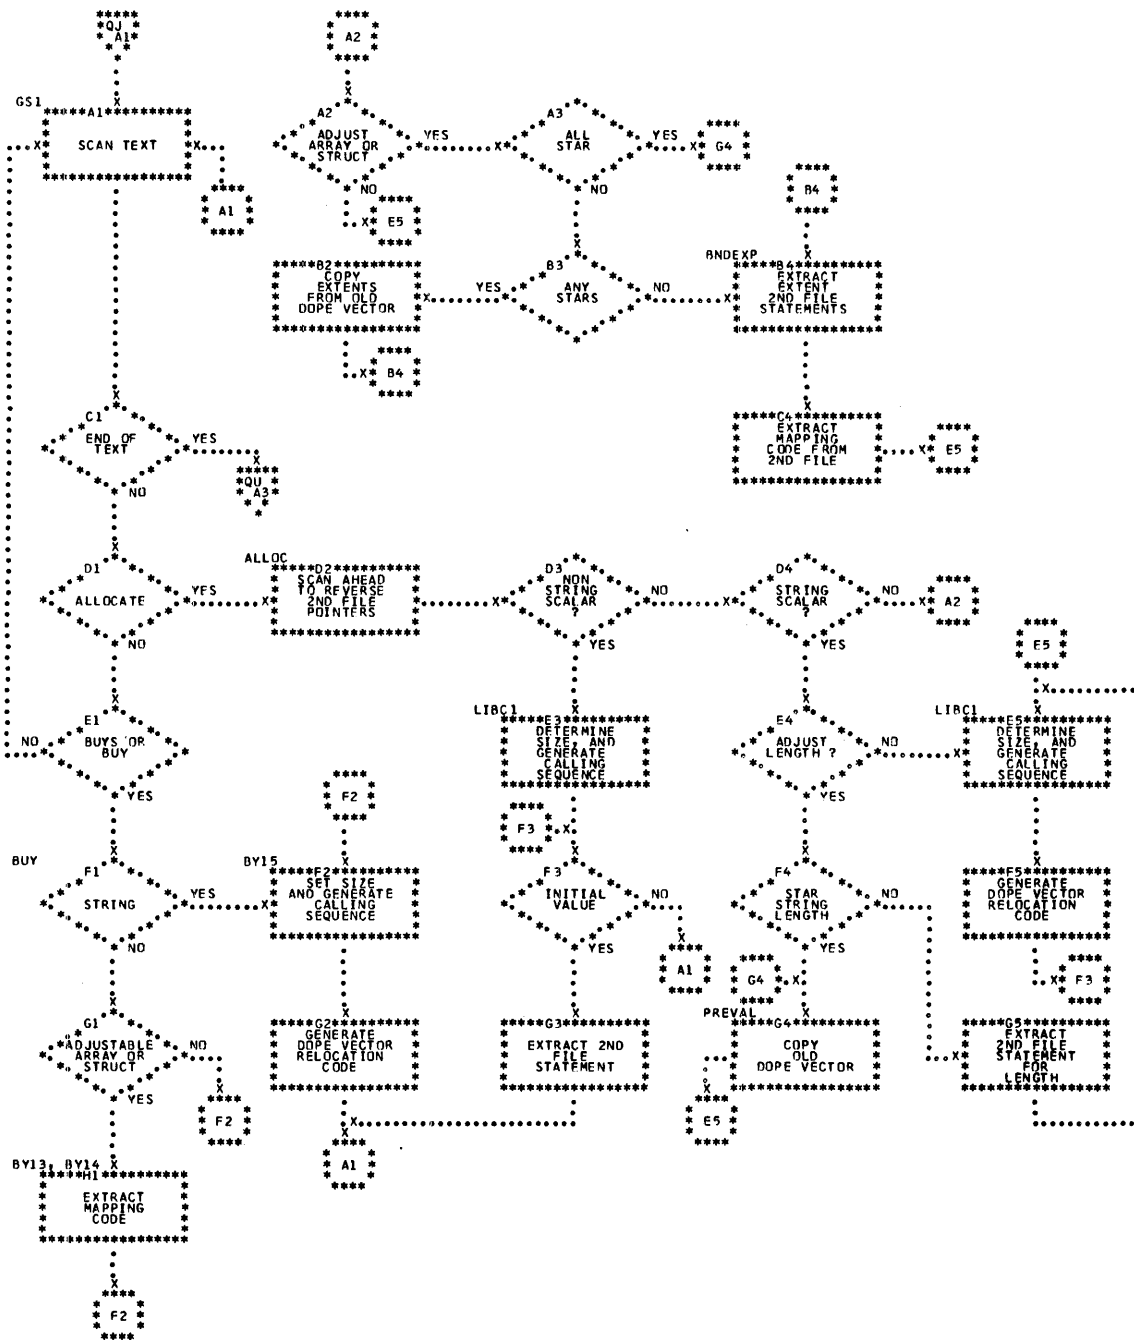 QJ
A1
A2
GS1
A1
SCAN TEXT
A1
A2
ADJUST
ARRAY OR
STRUCT
YES
NO
E5
A3
ALL
STAR
YES
G4
NO
B4
B2
COPY
EXTENTS
FROM OLD
DOPE VECTOR
B4
B3
ANY
STARS
YES
NO
BNDEXP
B4
EXTRACT
EXTENT
2ND FILE
STATEMENTS
C1
END OF
TEXT
YES
NO
QU
A3
C4
EXTRACT
MAPPING
CODE FROM
2ND FILE
E5
D1
ALLOCATE
YES
NO
ALLOC
D2
SCAN AHEAD
TO REVERSE
2ND FILE
POINTERS
D3
NON
STRING
SCALAR
?
NO
YES
D4
STRING
SCALAR
?
NO
YES
A2
E5
E1
BUYS OR
BUY
NO
YES
LIBC1
E3
DETERMINE
SIZE, AND
GENERATE
CALLING
SEQUENCE
E4
ADJUST
LENGTH ?
NO
YES
LIBC1
E5
DETERMINE
SIZE, AND
GENERATE
CALLING
SEQUENCE
F2
F3
BUY
F1
STRING
YES
NO
BY15
F2
SET SIZE
AND GENERATE
CALLING
SEQUENCE
F3
INITIAL
VALUE
NO
YES
A1
F4
STAR
STRING
LENGTH
NO
YES
F5
GENERATE
DOPE VECTOR
RELOCATION
CODE
F3
G4
G1
ADJUSTABLE
ARRAY OR
STRUCT
NO
YES
F2
G2
GENERATE
DOPE VECTOR
RELOCATION
CODE
G3
EXTRACT 2ND
FILE
STATEMENT
PREVAL
G4
COPY
OLD
DOPE VECTOR
E5
G5
EXTRACT
2ND FILE
STATEMENT
FOR
LENGTH
A1
BY13, BY14
H1
EXTRACT
MAPPING
CODE
F2